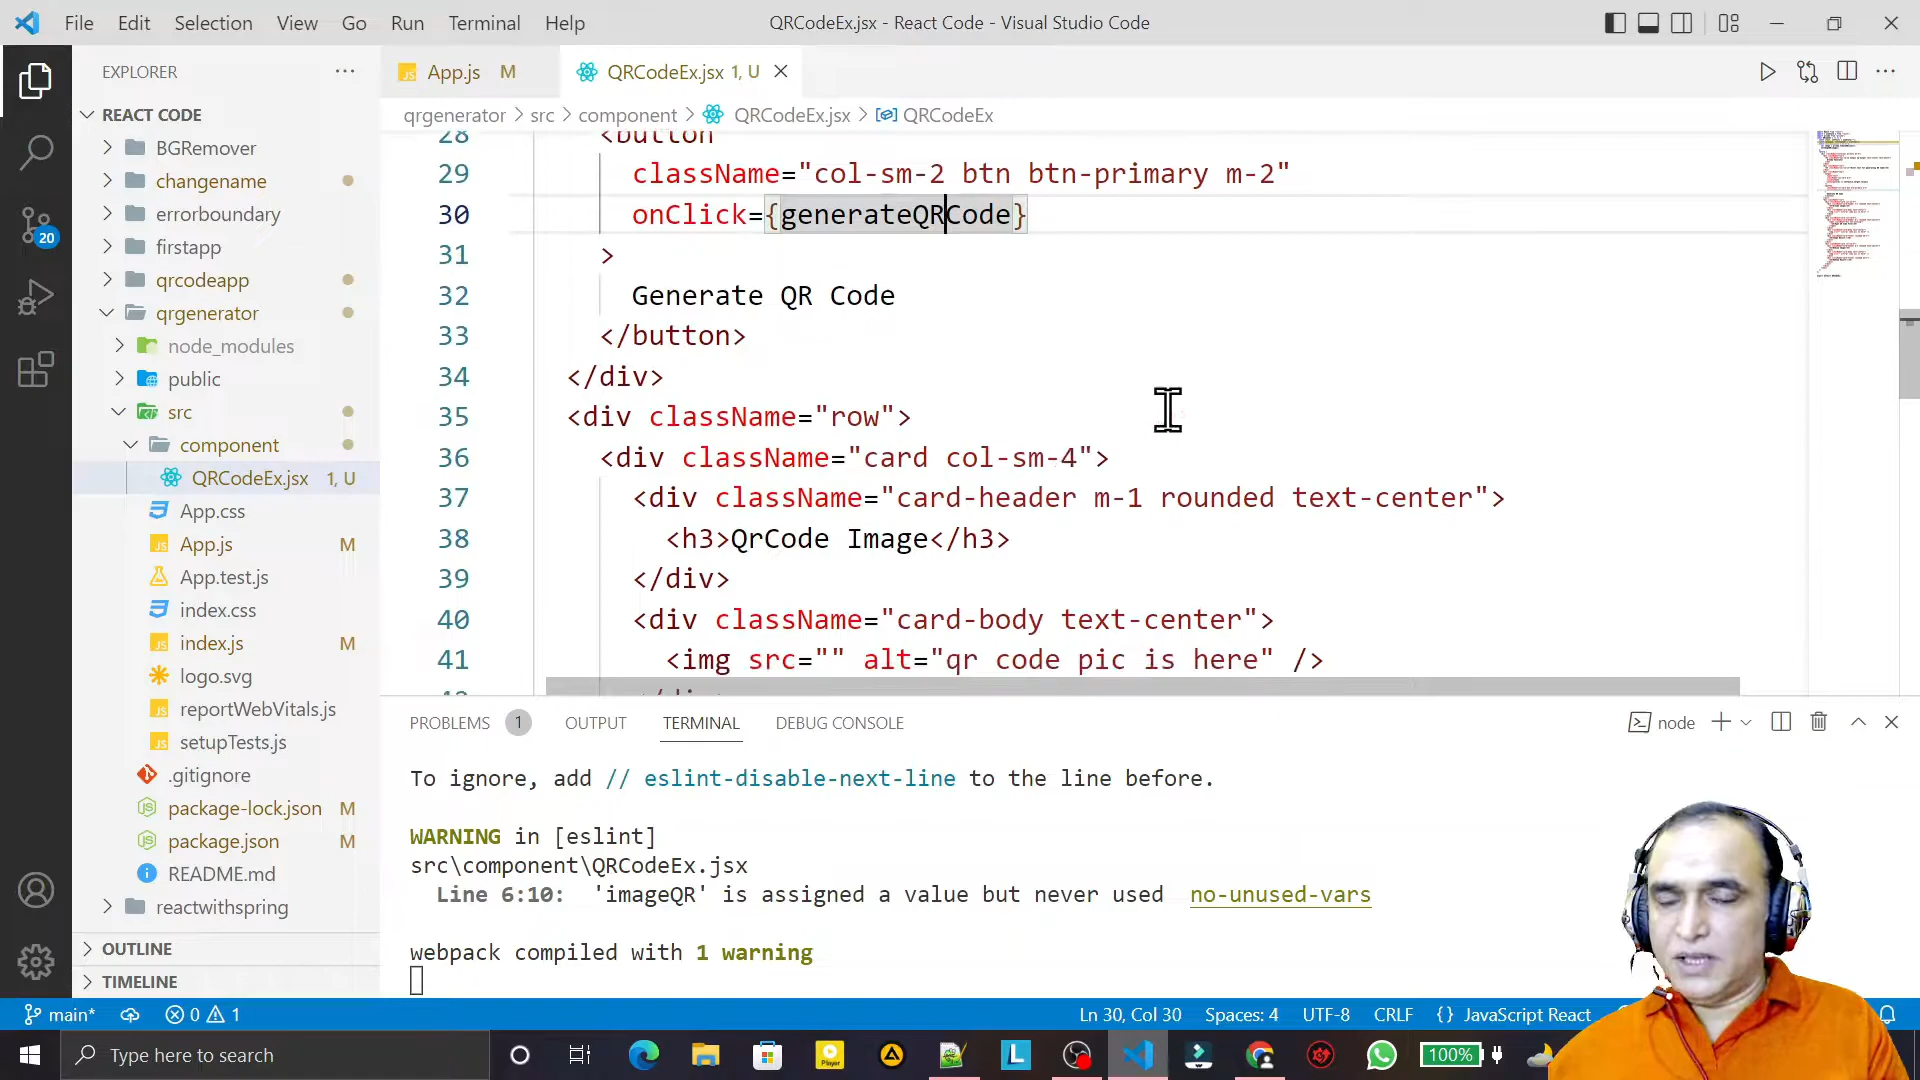 File Edit Selection View Go Run Terminal Help
QRCodeEx.jsx - React Code - Visual Studio Code
EXPLORER
REACT CODE
BGRemover
changename
errorboundary
firstapp
qrcodeapp
qrgenerator
node_modules
public
src
component
QRCodeEx.jsx 1, U
App.css
App.js M
App.test.js
index.css
index.js M
logo.svg
reportWebVitals.js
setupTests.js
.gitignore
package-lock.json M
package.json M
README.md
reactwithspring
OUTLINE
TIMELINE
20
App.js M
QRCodeEx.jsx 1, U
qrgenerator > src > component > QRCodeEx.jsx > QRCodeEx
28 <button
29 className="col-sm-2 btn btn-primary m-2"
30 onClick={generateQRCode}
31 >
32 Generate QR Code
33 </button>
34 </div>
35 <div className="row">
36 <div className="card col-sm-4">
37 <div className="card-header m-1 rounded text-center">
38 <h3>QrCode Image</h3>
39 </div>
40 <div className="card-body text-center">
41 <img src="" alt="qr code pic is here" />
PROBLEMS 1 OUTPUT TERMINAL DEBUG CONSOLE
node
To ignore, add // eslint-disable-next-line to the line before.
WARNING in [eslint]
src\component\QRCodeEx.jsx
Line 6:10: 'imageQR' is assigned a value but never used no-unused-vars
webpack compiled with 1 warning
main* 0 1
Ln 30, Col 30 Spaces: 4 UTF-8 CRLF {} JavaScript React
Type here to search
Player
L
100%